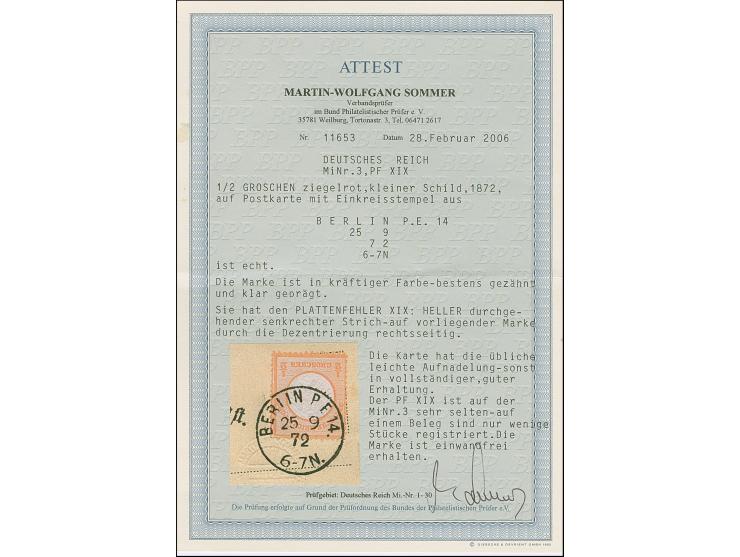 ATTEST
MARTIN-WOLFGANG SOMMER
Verbandsprüfer
im Bund Philatelistischer Prüfer e. V.
35781 Weilburg, Tortonastr. 3, Tel. 06471 2617
Nr. 11653 Datum 28.Februar 2006
DEUTSCHES REICH
MiNr.3,PF XIX
1/2 GROSCHEN ziegelrot,kleiner Schild,1872,
auf Postkarte mit Einkreisstempel aus
B E R L I N P.E. 14
25 9
7 2
6-7N
ist echt.
Die Marke ist in kräftiger Farbe-bestens gezähnt
und klar geprägt.
Sie hat den PLATTENFEHLER XIX: HELLER durchge-
hender senkrechter Strich-auf vorliegender Marke
durch die Dezentrierung rechtsseitig.
Die Karte hat die übliche
leichte Aufnadelung-sonst
in vollständiger,guter
Erhaltung.
Der PF XIX ist auf der
MiNr.3 sehr selten-auf
einem Beleg sind nur wenige
Stücke registriert.Die
Marke ist einwandfrei
erhalten.
GROSCHEN
BERLIN P.E.14.
25 9
72
6-7N.
Prüfgebiet: Deutsches Reich Mi.-Nr. 1-30
Die Prüfung erfolgte auf Grund der Prüfordnung des Bundes der Philatelistischen Prüfer e.V.
© GIESECKE & DEVRIENT GMBH